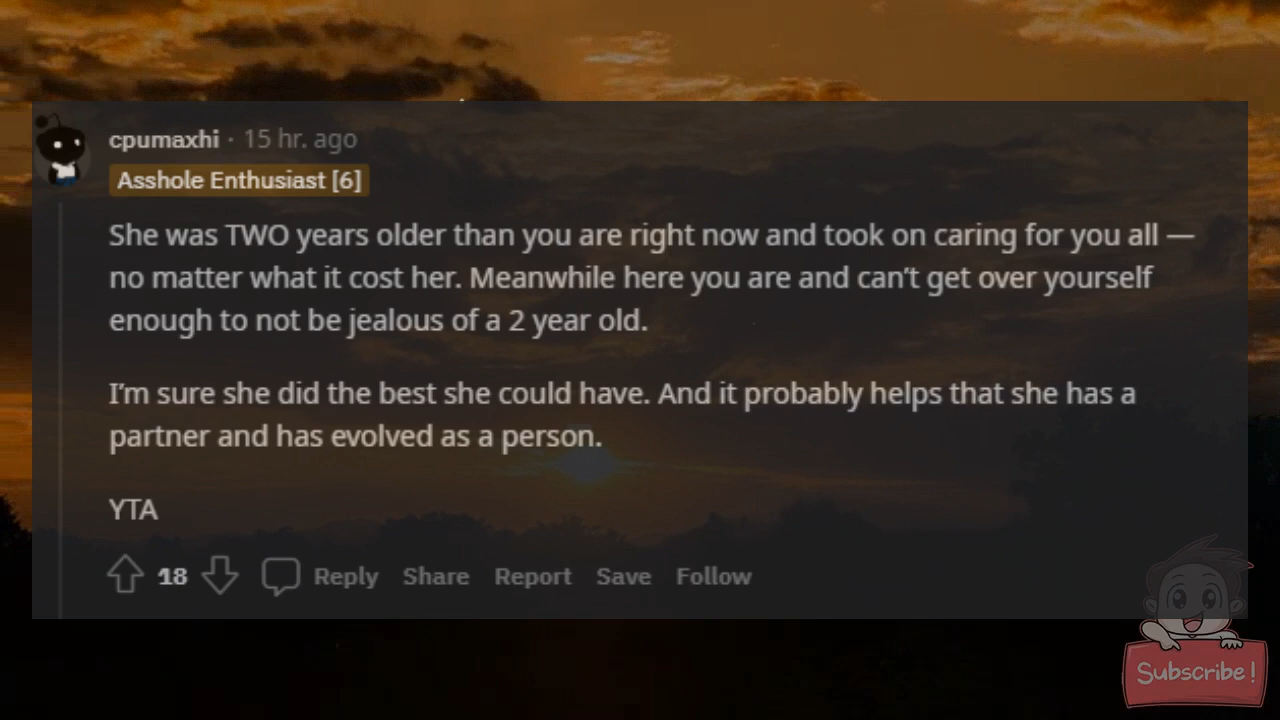 cpumaxhi · 15 hr. ago
Asshole Enthusiast [6]
She was TWO years older than you are right now and took on caring for you all —
no matter what it cost her. Meanwhile here you are and can't get over yourself
enough to not be jealous of a 2 year old.
I'm sure she did the best she could have. And it probably helps that she has a
partner and has evolved as a person.
YTA
18 Reply Share Report Save Follow
Subscribe!